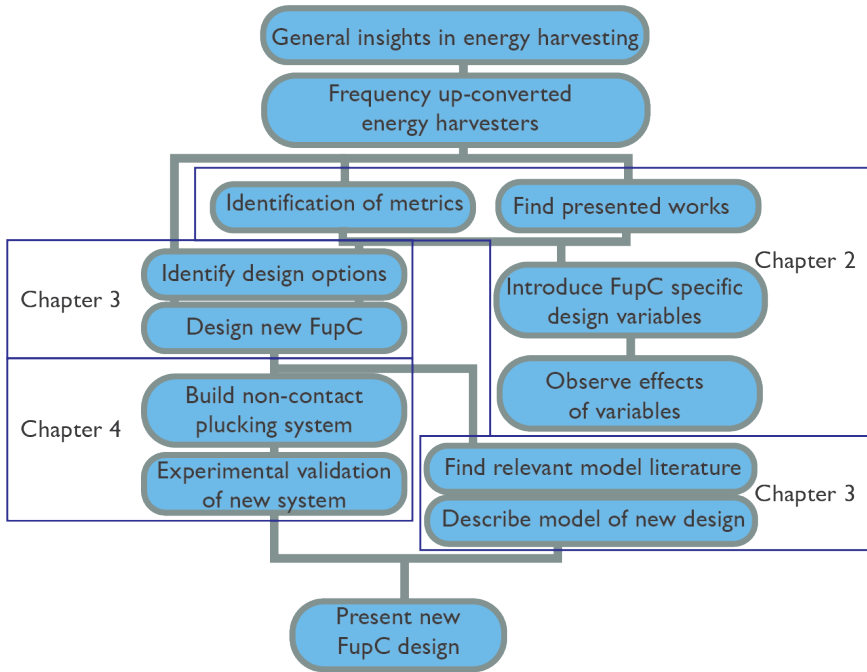 General insights in energy harvesting
Frequency up-converted
energy harvesters
Identification of metrics
Find presented works
Chapter 2
Chapter 3
Identify design options
Design new FupC
Introduce FupC specific
design variables
Observe effects
of variables
Chapter 4
Build non-contact
plucking system
Experimental validation
of new system
Find relevant model literature
Describe model of new design
Chapter 3
Present new
FupC design